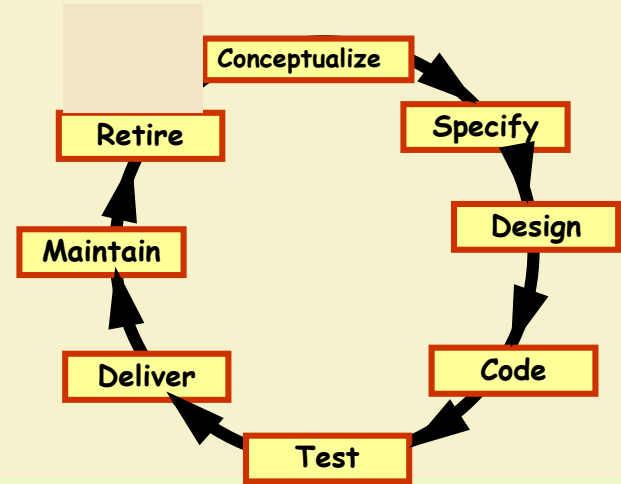 Conceptualize
Specify
Design
Code
Test
Deliver
Maintain
Retire